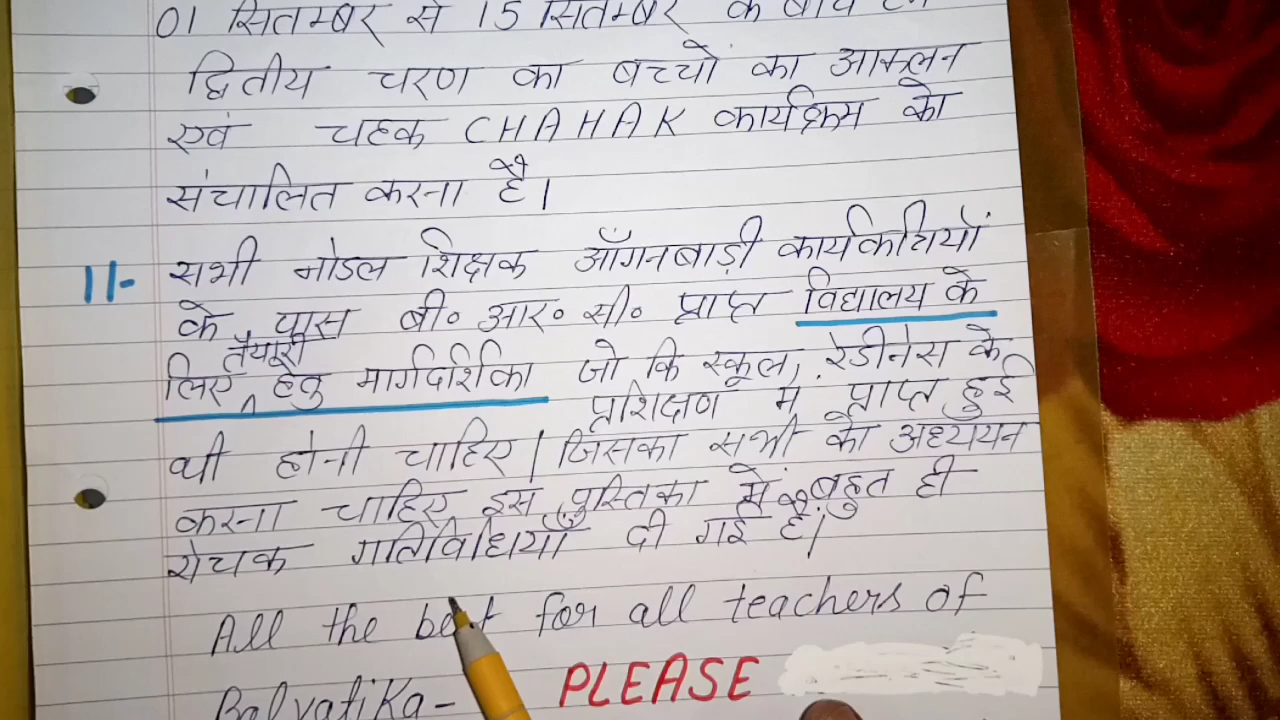 01 सितम्बर से 15 सितम्बर के बीच
द्वितीय चरण का बच्चों का आकलन
एवं चहक CHAHAK कार्यक्रम को
संचालित करना है।
11- सभी नोडल शिक्षक आँगनबाड़ी कार्यकत्रियों
के पास बी० आर० सी० प्राप्त विद्यालय के
लिए तैयारी हेतु मार्गदर्शिका जो कि स्कूल रेडीनेस के
प्रशिक्षण में प्राप्त हुई
थी होनी चाहिए। जिसका सभी को अध्ययन
करना चाहिए इस पुस्तिका में बहुत ही
रोचक गतिविधियाँ दी गई हैं।
All the best for all teachers of
Balvatika-
PLEASE